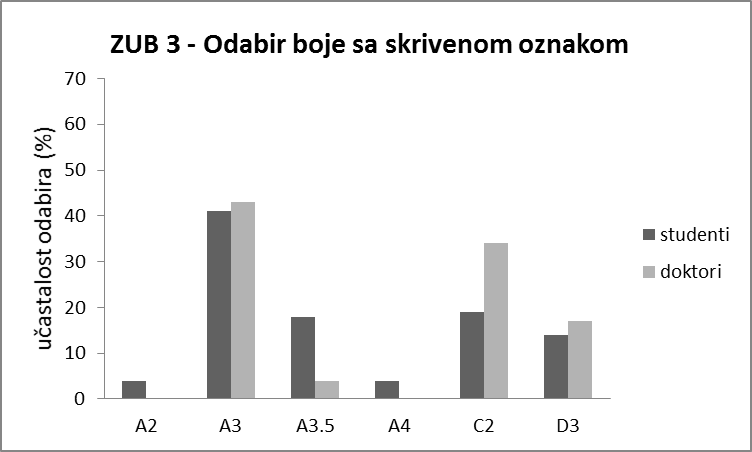 ZUB 3 - Odabir boje sa skrivenom oznakom
učastalost odabira (%)
70
60
50
40
30
20
10
0
A2 A3 A3.5 A4 C2 D3
studenti
doktori